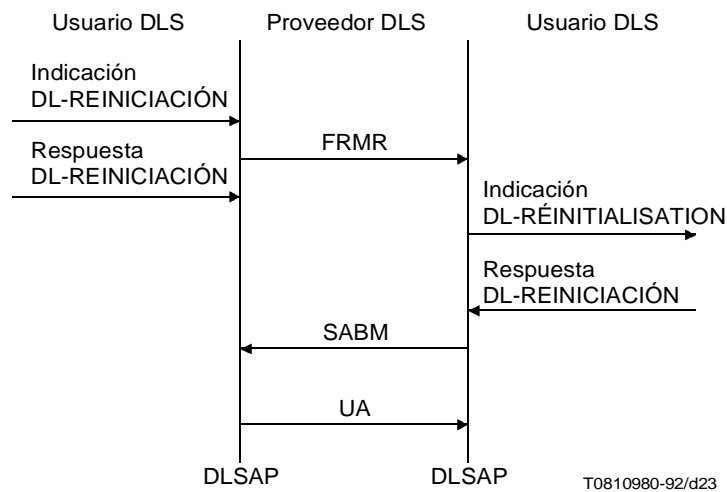 Usuario DLS
Proveedor DLS
Usuario DLS
Indicación
DL-REINICIACIÓN
Respuesta
DL-REINICIACIÓN
FRMR
Indicación
DL-RÉINITIALISATION
Respuesta
DL-REINICIACIÓN
SABM
UA
DLSAP
DLSAP
T0810980-92/d23